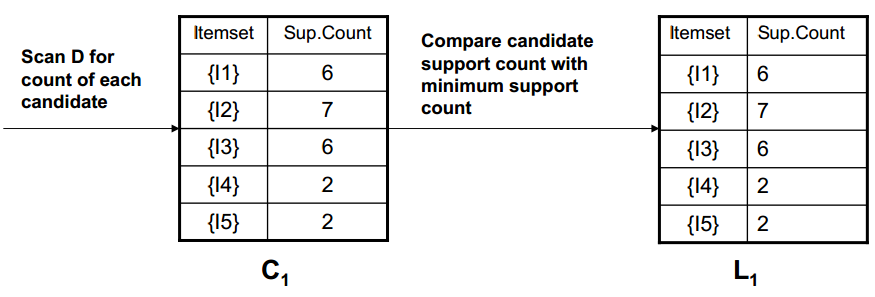 Scan D for
count of each
candidate
Itemset Sup.Count
{I1} 6
{I2} 7
{I3} 6
{I4} 2
{I5} 2
C1
Compare candidate
support count with
minimum support
count
Itemset Sup.Count
{I1} 6
{I2} 7
{I3} 6
{I4} 2
{I5} 2
L1